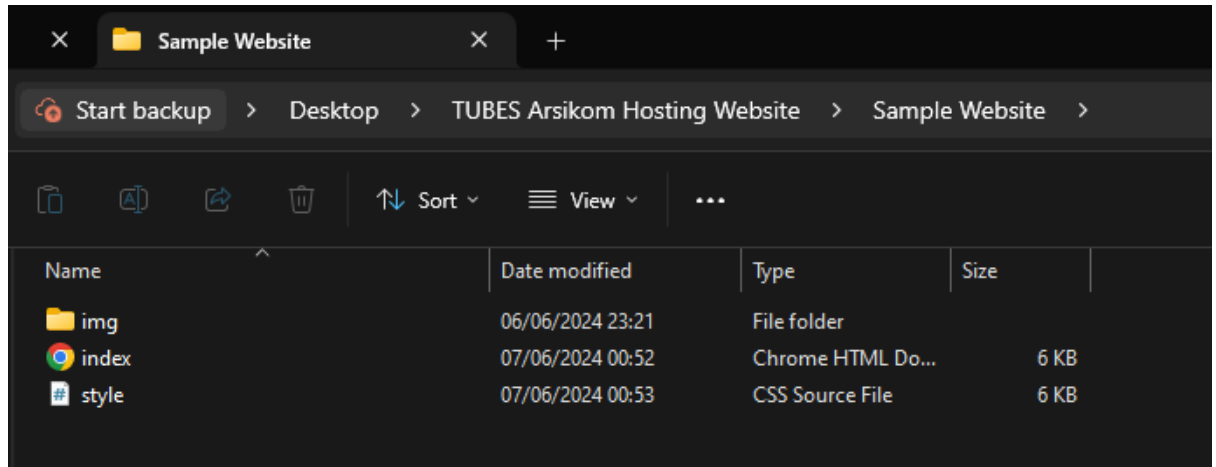 Sample Website
Start backup > Desktop > TUBES Arsikom Hosting Website > Sample Website >
Sort View
Name Date modified Type Size
img 06/06/2024 23:21 File folder
index 07/06/2024 00:52 Chrome HTML Do... 6 KB
style 07/06/2024 00:53 CSS Source File 6 KB